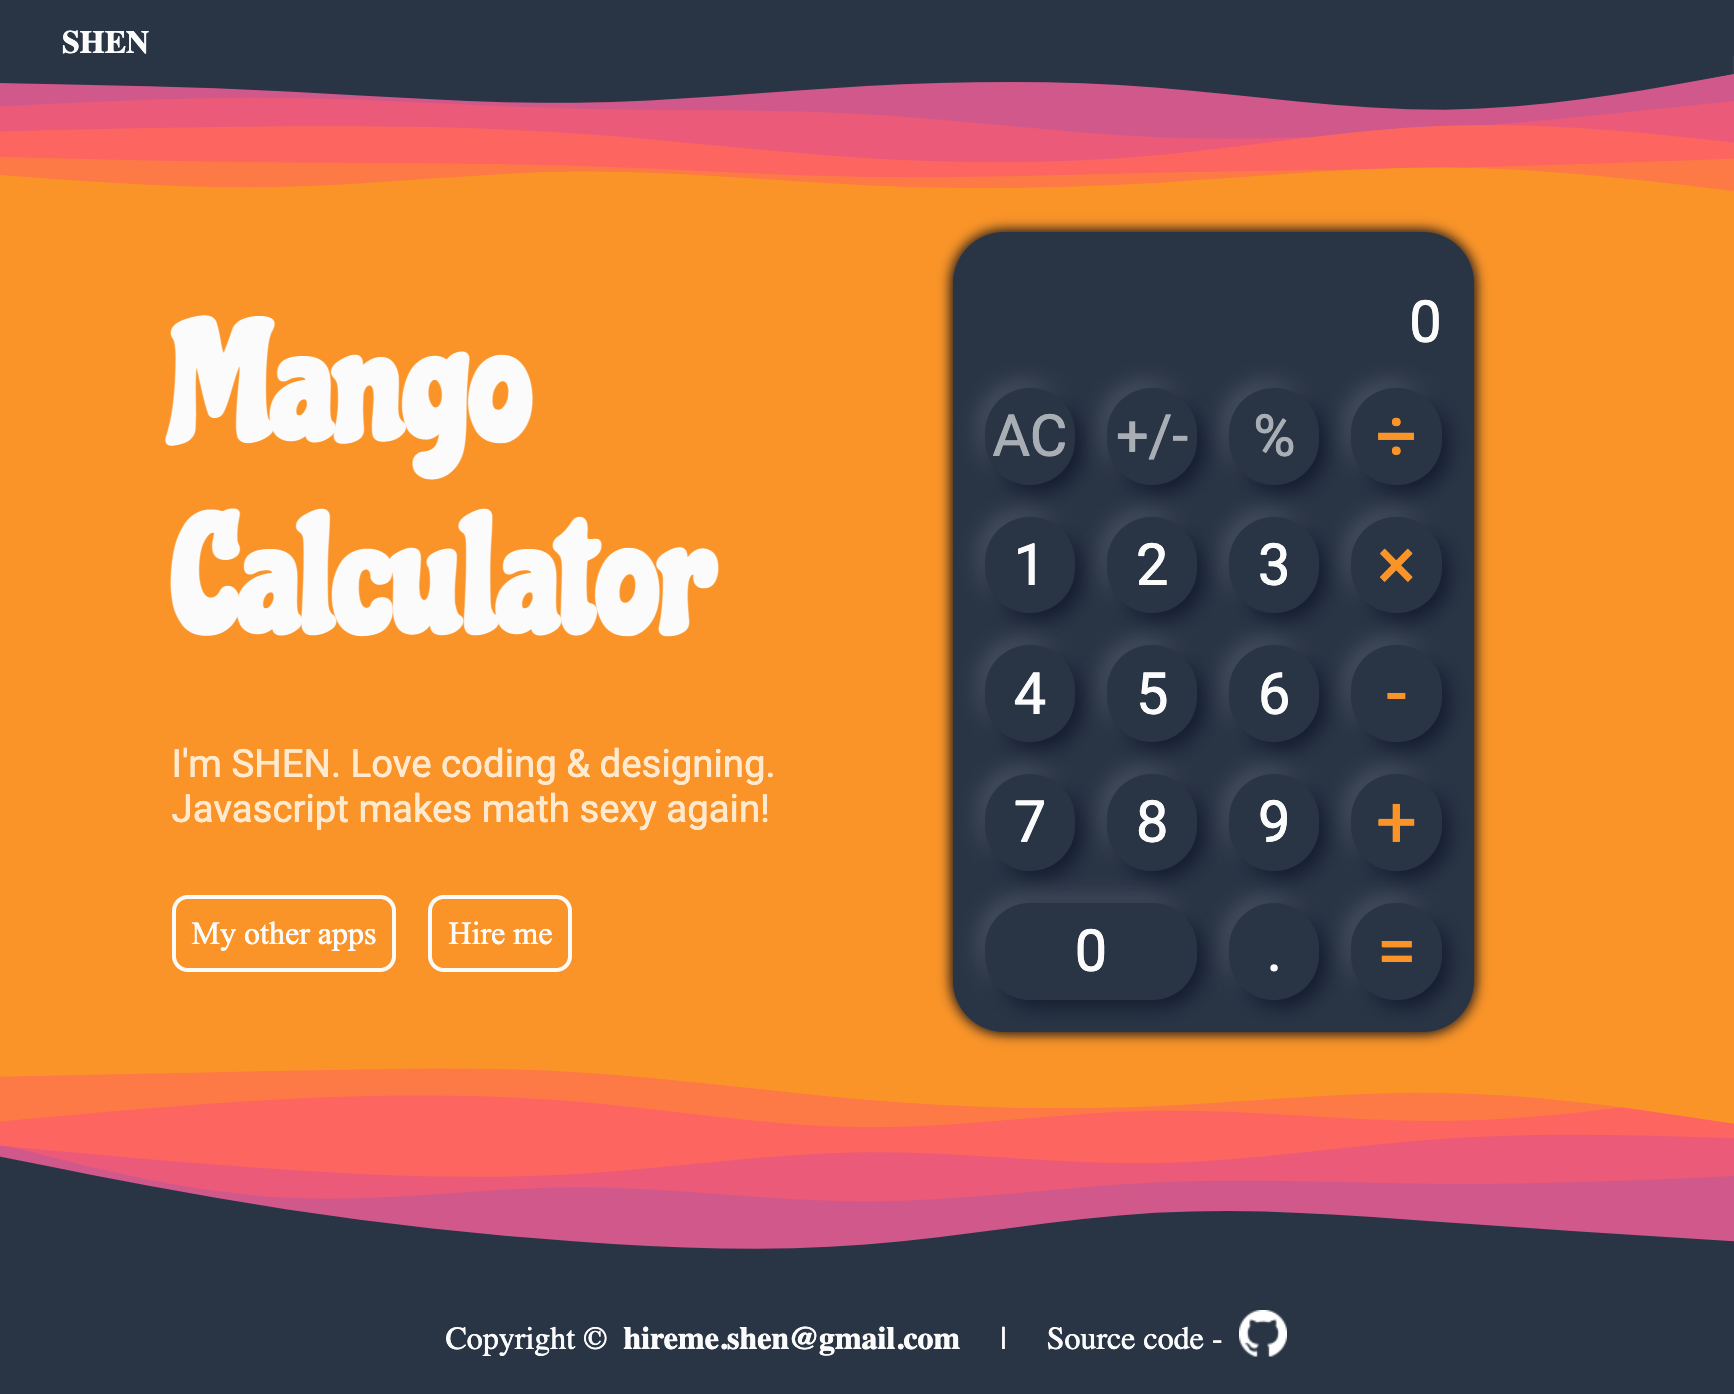 SHEN
Mango
Calculator
I'm SHEN. Love coding & designing.
Javascript makes math sexy again!
My other apps
Hire me
0
AC +/- % ÷
1 2 3 ×
4 5 6 -
7 8 9 +
0 . =
Copyright © hireme.shen@gmail.com | Source code -